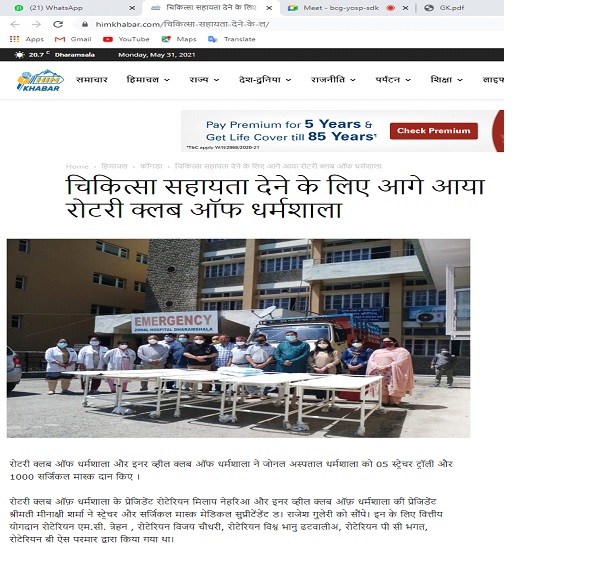 (21) WhatsApp
चिकित्सा-सहायता देने के लिए
Meet - bcg-yosp-sdk
GK.pdf
himkhabar.com/चिकित्सा-सहायता-देने-के-ल/
Apps
Gmail
YouTube
Maps
Translate
20.7 C Dharamsala
Monday, May 31, 2021
HIM KHABAR
समाचार
हिमाचल
राज्य
देश-दुनिया
राजनीति
पर्यटन
शिक्षा
लाइफ
Pay Premium for 5 Years &
Get Life Cover till 85 Years
Check Premium
*T&C apply W/II/2968/2020-21
Home › हिमाचल › काँगड़ा › चिकित्सा सहायता देने के लिए आगे आया रोटरी क्लब ऑफ धर्मशाला
चिकित्सा सहायता देने के लिए आगे आया
रोटरी क्लब ऑफ धर्मशाला
EMERGENCY
ZONAL HOSPITAL DHARAMSHALA
रोटरी क्लब ऑफ धर्मशाला और इनर व्हील क्लब ऑफ धर्मशाला ने जोनल अस्पताल धर्मशाला को 05 स्ट्रेचर ट्रॉली और
1000 सर्जिकल मास्क दान किए ।
रोटरी क्लब ऑफ़ धर्मशाला के प्रेजिडेंट रोटेरियन मिलाप नेहरिआ और इनर व्हील क्लब ऑफ़ धर्मशाला की प्रेजिडेंट
श्रीमती मीनाक्षी शर्मा ने स्ट्रेचर और सर्जिकल मास्क मेडिकल सुप्रीटेंडेंट ड। राजेश गुलेरी को सौंपे। इन के लिए वित्तीय
योगदान रोटेरियन एम.सी. त्रेहन , रोटेरियन विजय चौधरी, रोटेरियन विश्व भानु ढटवालीअ, रोटेरियन पी सी भगत,
रोटेरियन बी ऐंस परमार द्वारा किया गया था।